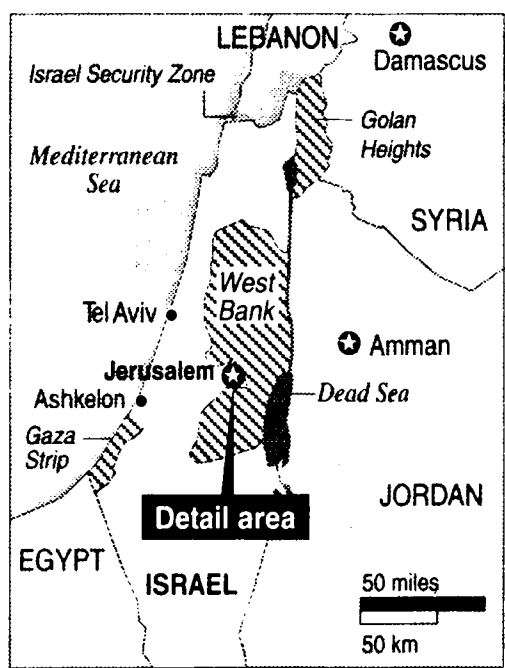 LEBANON
Damascus
Israel Security Zone
Golan
Heights
Mediterranean
Sea
SYRIA
West
Bank
Tel Aviv
Amman
Jerusalem
Dead Sea
Ashkelon
Gaza
Strip
JORDAN
Detail area
EGYPT
ISRAEL
50 miles
50 km